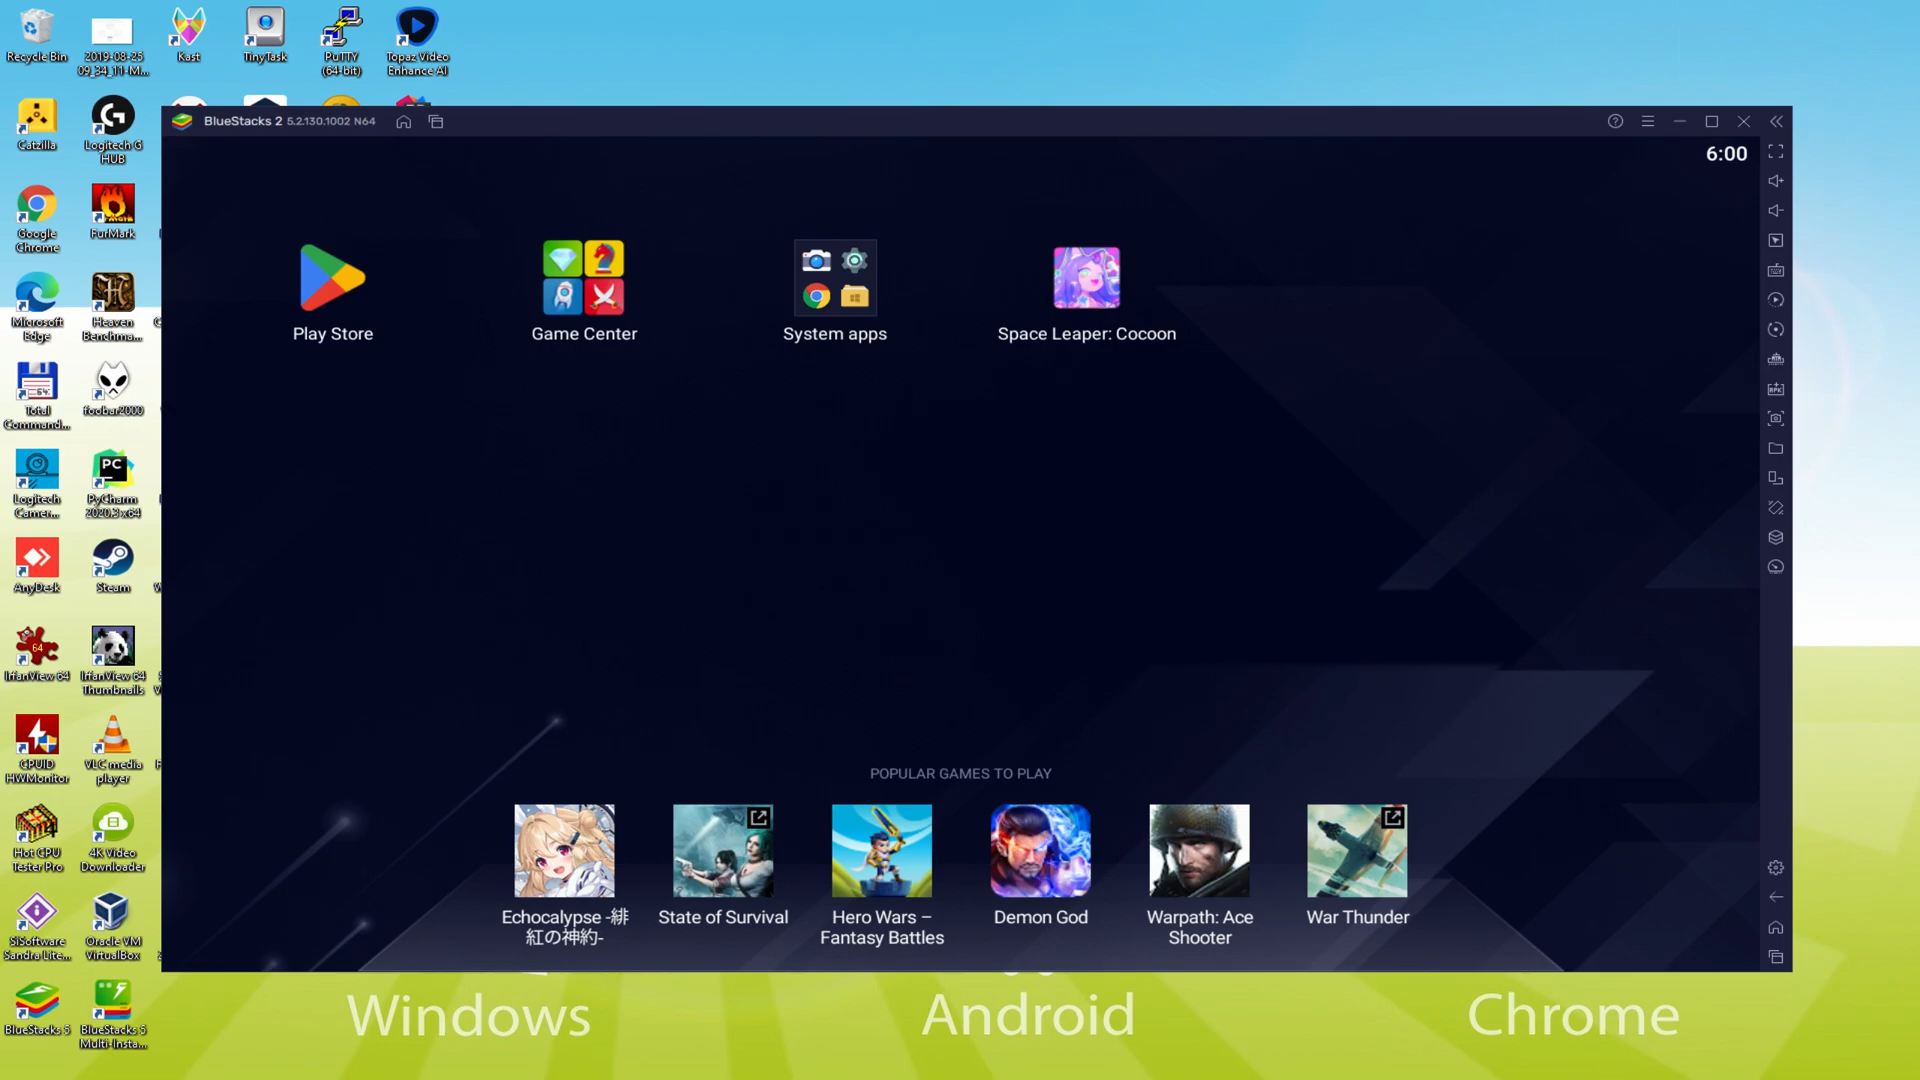 Recycle Bin
2019-08-25
09_34_11-M...
Kast
TinyTask
PuTTY
(64-bit)
Topaz Video
Enhance AI
Catzilla
Logitech G
HUB
BlueStacks 2 5.2.130.1002 N64
6:00
Google
Chrome
FurMark
Play Store
Game Center
System apps
Space Leaper: Cocoon
Microsoft
Edge
Heaven
Benchma...
Total
Comman­d...
foobar2000
Logitech
Camer...
PyCharm
2020.3 x64
AnyDesk
Steam
IrfanView 64
IrfanView 64
Thumbnails
CPUID
HWMonitor
VLC media
player
POPULAR GAMES TO PLAY
Hot CPU
Tester Pro
4K Video
Downloader
Echocalypse -緋
紅の神約-
State of Survival
Hero Wars –
Fantasy Battles
Demon God
Warpath: Ace
Shooter
War Thunder
SiSoftware
Sandra Lite...
Oracle VM
VirtualBox
BlueStacks 5
BlueStacks 5
Multi-Insta...
Windows
Android
Chrome